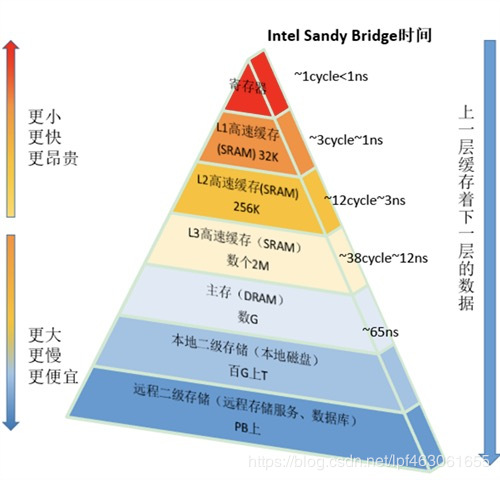 Intel Sandy Bridge时间
寄存器
~1cycle<1ns
L1高速缓存
(SRAM) 32K
~3cycle~1ns
L2高速缓存(SRAM)
256K
~12cycle~3ns
L3高速缓存（SRAM）
数个2M
~38cycle~12ns
主存（DRAM）
数G
~65ns
本地二级存储（本地磁盘）
百G上T
远程二级存储（远程存储服务、数据库）
PB上
更小
更快
更昂贵
更大
更慢
更便宜
上一层缓存着下一层的数据
https://blog.csdn.net/lpf463061655